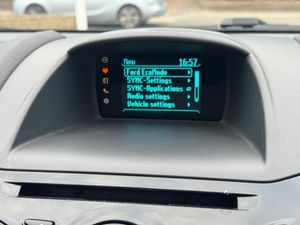 Menu 16:57
Ford EcoMode
SYNC-Settings
SYNC-Applications
Audio settings
Vehicle settings